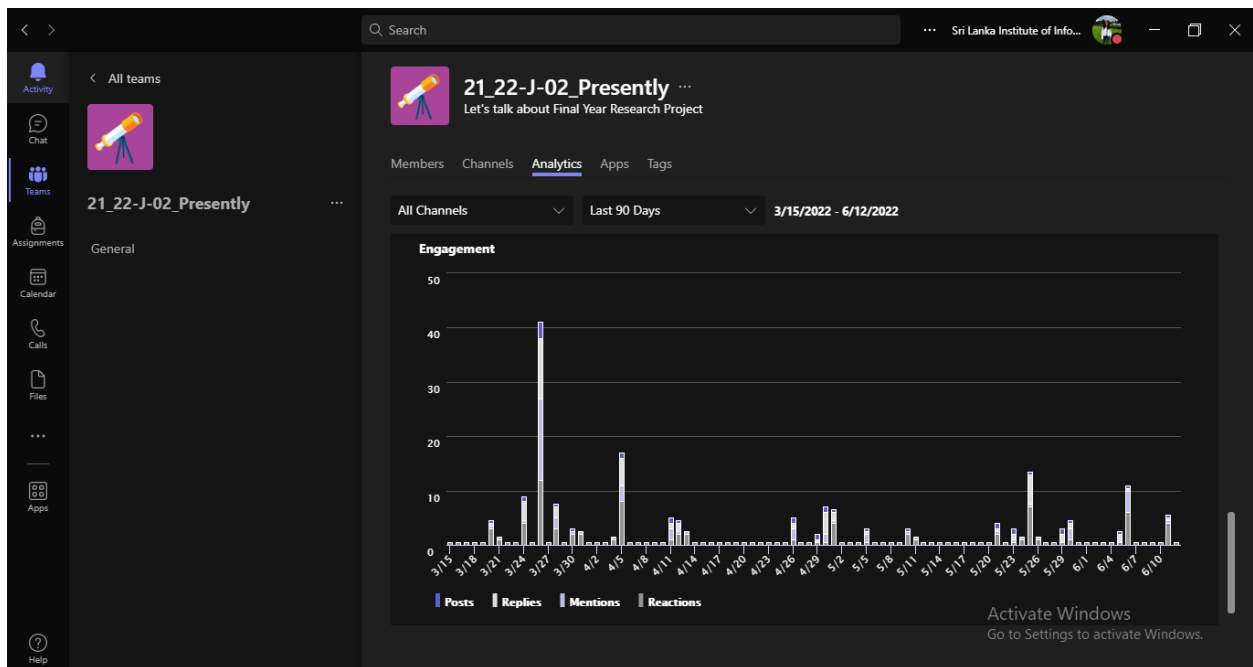 Search
Sri Lanka Institute of Info...
Activity
Chat
Teams
Assignments
Calendar
Calls
Files
Apps
Help
All teams
21_22-J-02_Presently
General
21_22-J-02_Presently
Let's talk about Final Year Research Project
Members Channels Analytics Apps Tags
All Channels Last 90 Days 3/15/2022 - 6/12/2022
Engagement
50
40
30
20
10
0
3/15 3/18 3/21 3/24 3/27 3/30 4/2 4/5 4/8 4/11 4/14 4/17 4/20 4/23 4/26 4/29 5/2 5/5 5/8 5/11 5/14 5/17 5/20 5/23 5/26 5/29 6/1 6/4 6/7 6/10
Posts Replies Mentions Reactions
Activate Windows
Go to Settings to activate Windows.